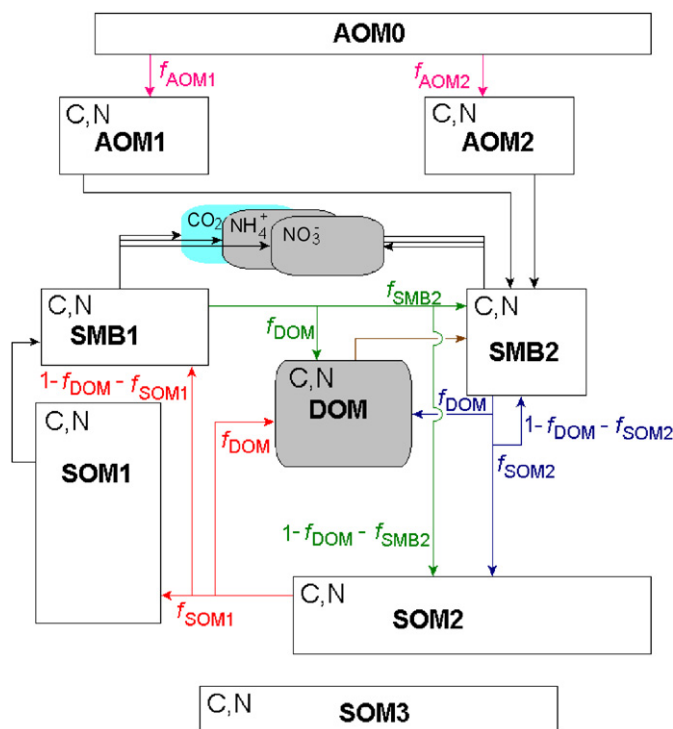 AOM0
fAOM1
fAOM2
C,N
AOM1
C,N
AOM2
CO2
NH4+
NO3-
C,N
SMB1
fSMB2
C,N
SMB2
fDOM
1-fDOM - fSOM1
C,N
DOM
fDOM
1-fDOM - fSOM2
C,N
SOM1
fDOM
fSOM2
1-fDOM - fSMB2
fSOM1
C,N
SOM2
C,N
SOM3